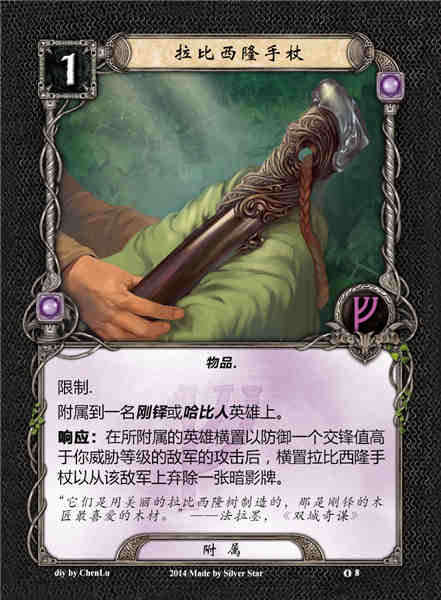 拉比西隆手杖
1
物品.
限制.
附属到一名刚铎或哈比人英雄上。
响应：在所附属的英雄横置以防御一个交锋值高
于你威胁等级的敌军的攻击后，横置拉比西隆手
杖以从该敌军上弃除一张暗影牌。
“它们是用美丽的拉比西隆树制造的，那是刚铎的木
匠最喜爱的木材。”——法拉墨，《双城奇谋》
附属
diy by ChenLu 2014 Made by Silver Star 8